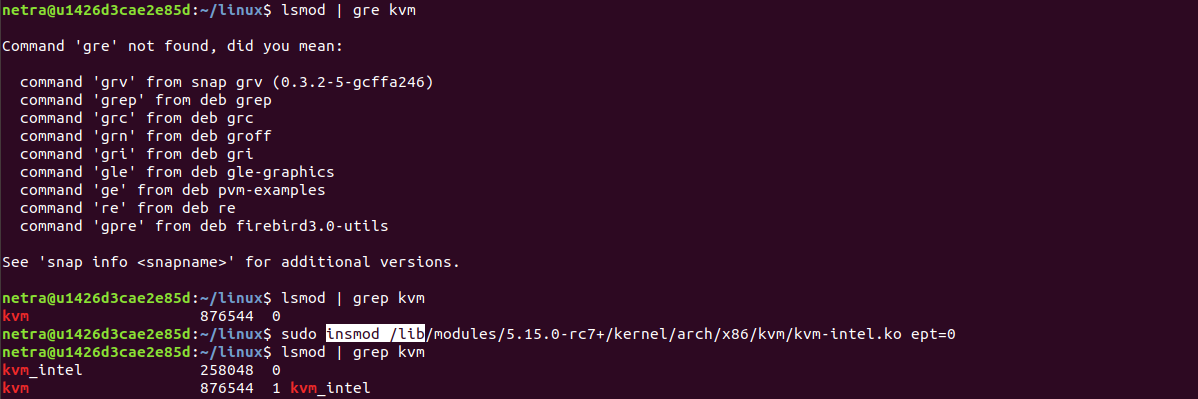 netra@u1426d3cae2e85d:~/linux$ lsmod | gre kvm
Command 'gre' not found, did you mean:
command 'grv' from snap grv (0.3.2-5-gcffa246)
command 'grep' from deb grep
command 'grc' from deb grc
command 'grn' from deb groff
command 'gri' from deb gri
command 'gle' from deb gle-graphics
command 'ge' from deb pvm-examples
command 're' from deb re
command 'gpre' from deb firebird3.0-utils
See 'snap info <snapname>' for additional versions.
netra@u1426d3cae2e85d:~/linux$ lsmod | grep kvm
kvm 876544 0
netra@u1426d3cae2e85d:~/linux$ sudo insmod /lib/modules/5.15.0-rc7+/kernel/arch/x86/kvm/kvm-intel.ko ept=0
netra@u1426d3cae2e85d:~/linux$ lsmod | grep kvm
kvm_intel 258048 0
kvm 876544 1 kvm_intel